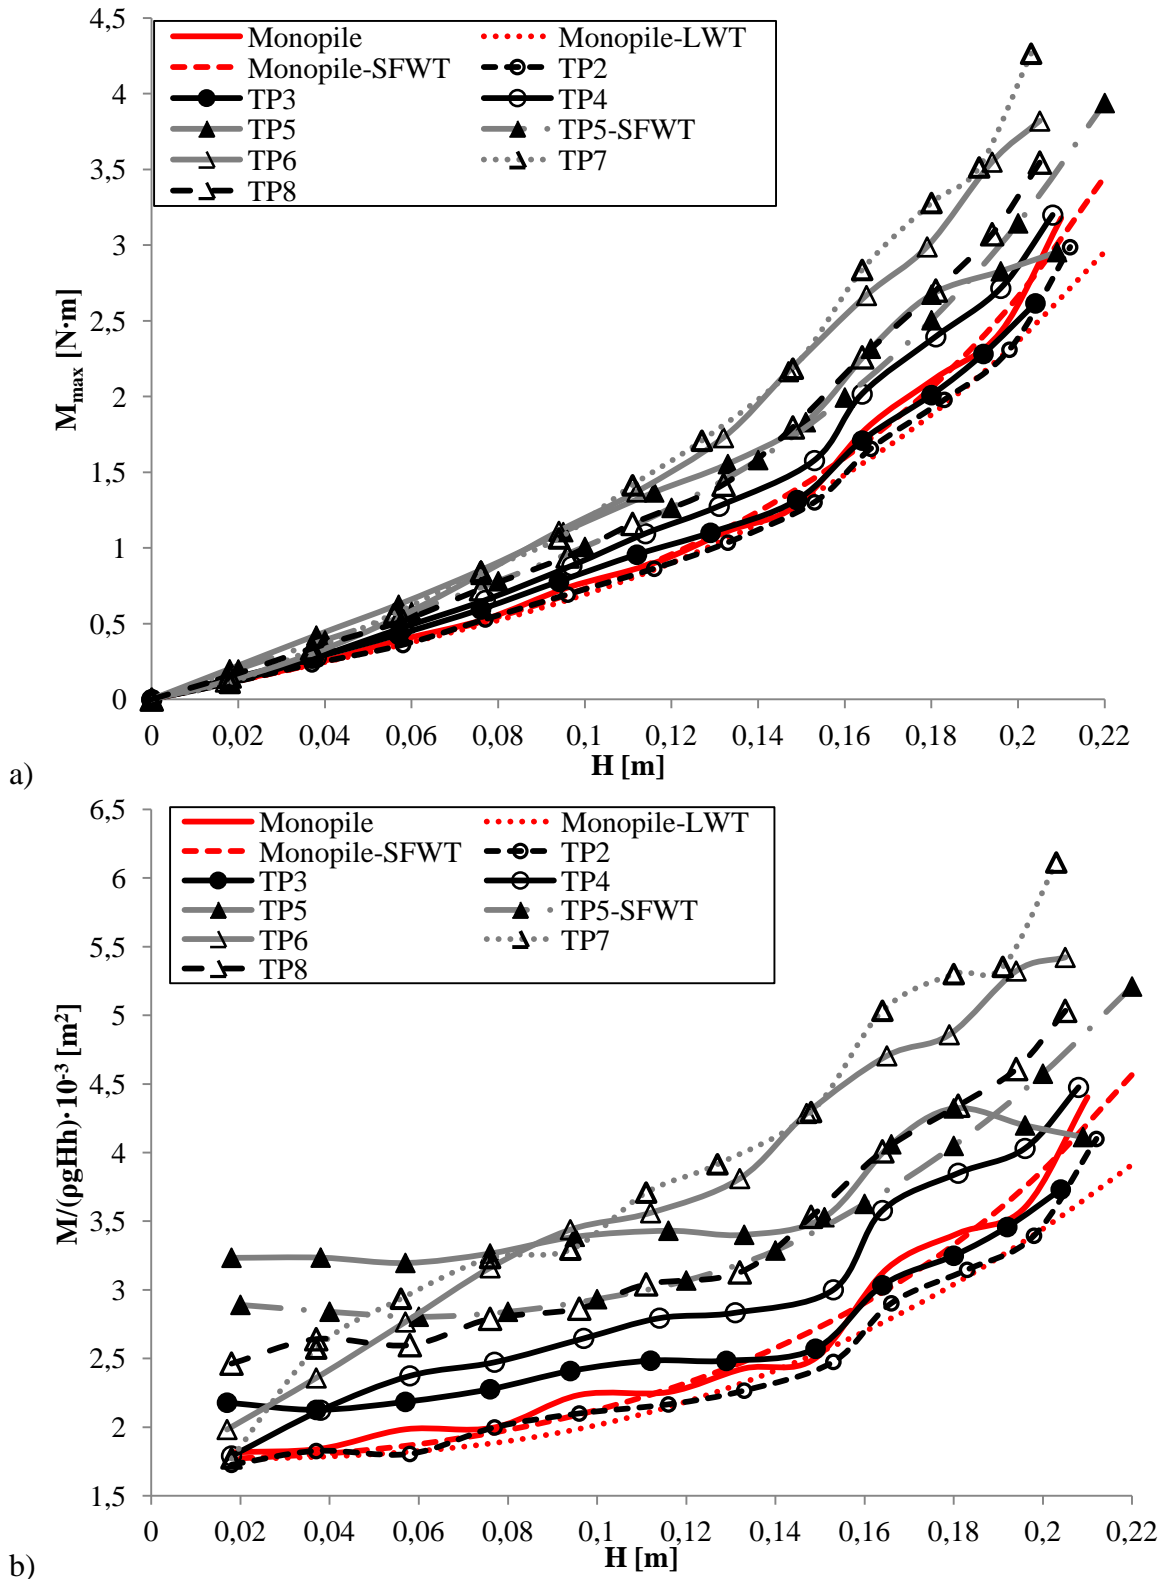 a)
M_max [N·m]
4,5
4
3,5
3
2,5
2
1,5
1
0,5
0
Monopile Monopile-LWT
Monopile-SFWT TP2
TP3 TP4
TP5 TP5-SFWT
TP6 TP7
TP8
0 0,02 0,04 0,06 0,08 0,1 0,12 0,14 0,16 0,18 0,2 0,22
H [m]
b)
M/(ρgHh)·10⁻³ [m²]
6,5
6
5,5
5
4,5
4
3,5
3
2,5
2
1,5
Monopile Monopile-LWT
Monopile-SFWT TP2
TP3 TP4
TP5 TP5-SFWT
TP6 TP7
TP8
0 0,02 0,04 0,06 0,08 0,1 0,12 0,14 0,16 0,18 0,2 0,22
H [m]